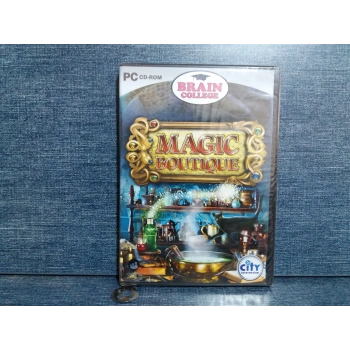 PC CD-ROM
BRAIN
COLLEGE
MAGIC
BOUTIQUE
CITY